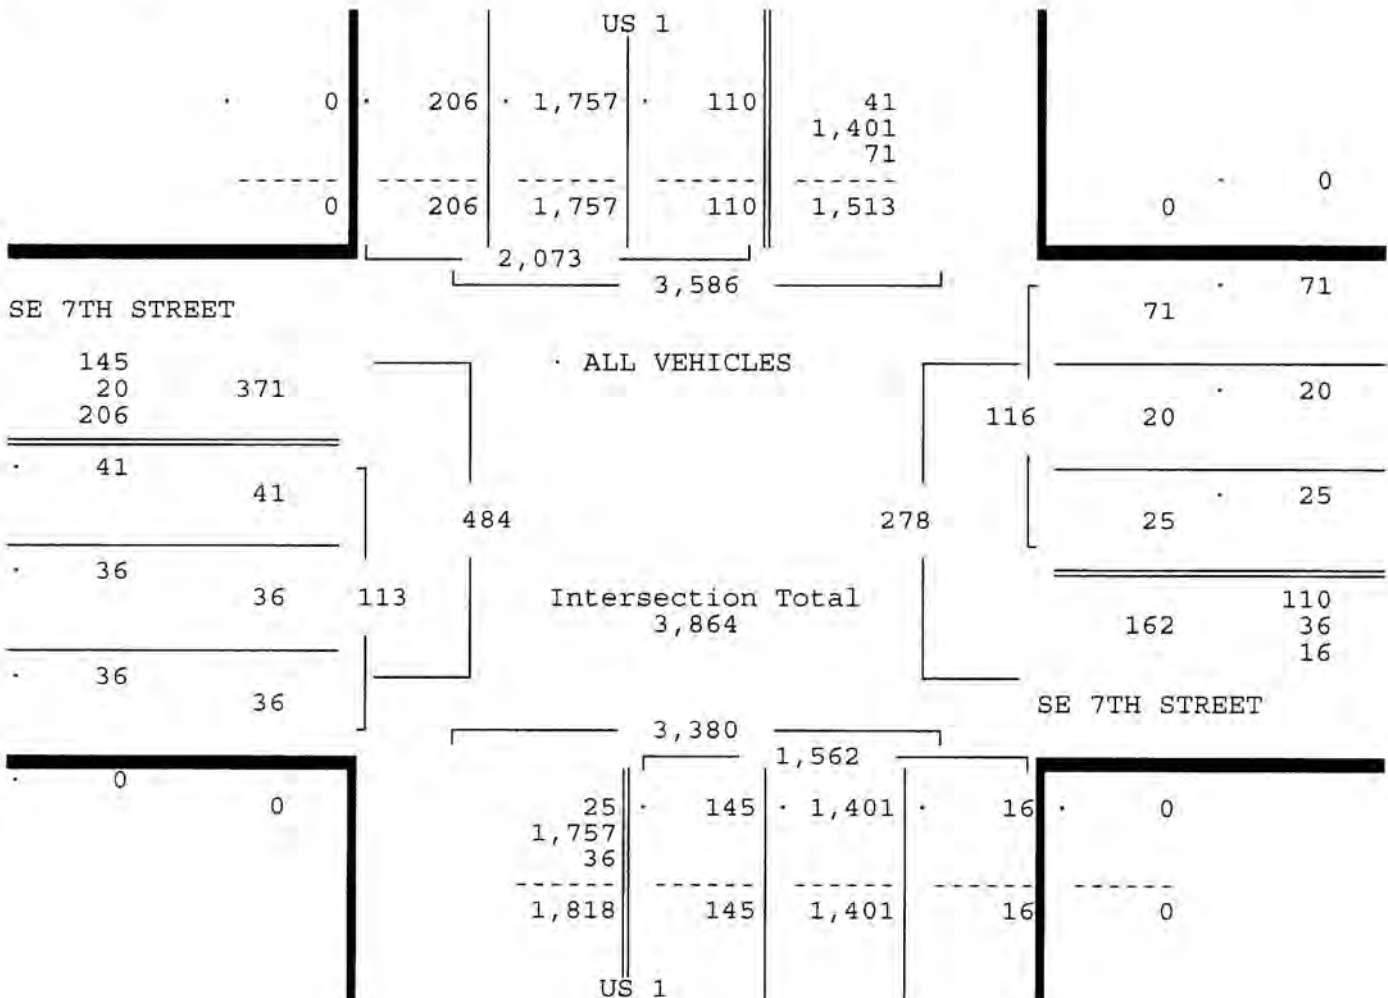 US 1
0 206 1,757 110 41
1,401
71
0
0 206 1,757 110 1,513 0
2,073
3,586 71
SE 7TH STREET 71
145 ALL VEHICLES
20 371 20
206 116 20
41
41 25
484 278 25
36
36 113 Intersection Total 110
3,864 162 36
16
36
36 SE 7TH STREET
3,380
1,562
0
0 25 145 1,401 16 0
1,757
36
1,818 145 1,401 16 0
US 1